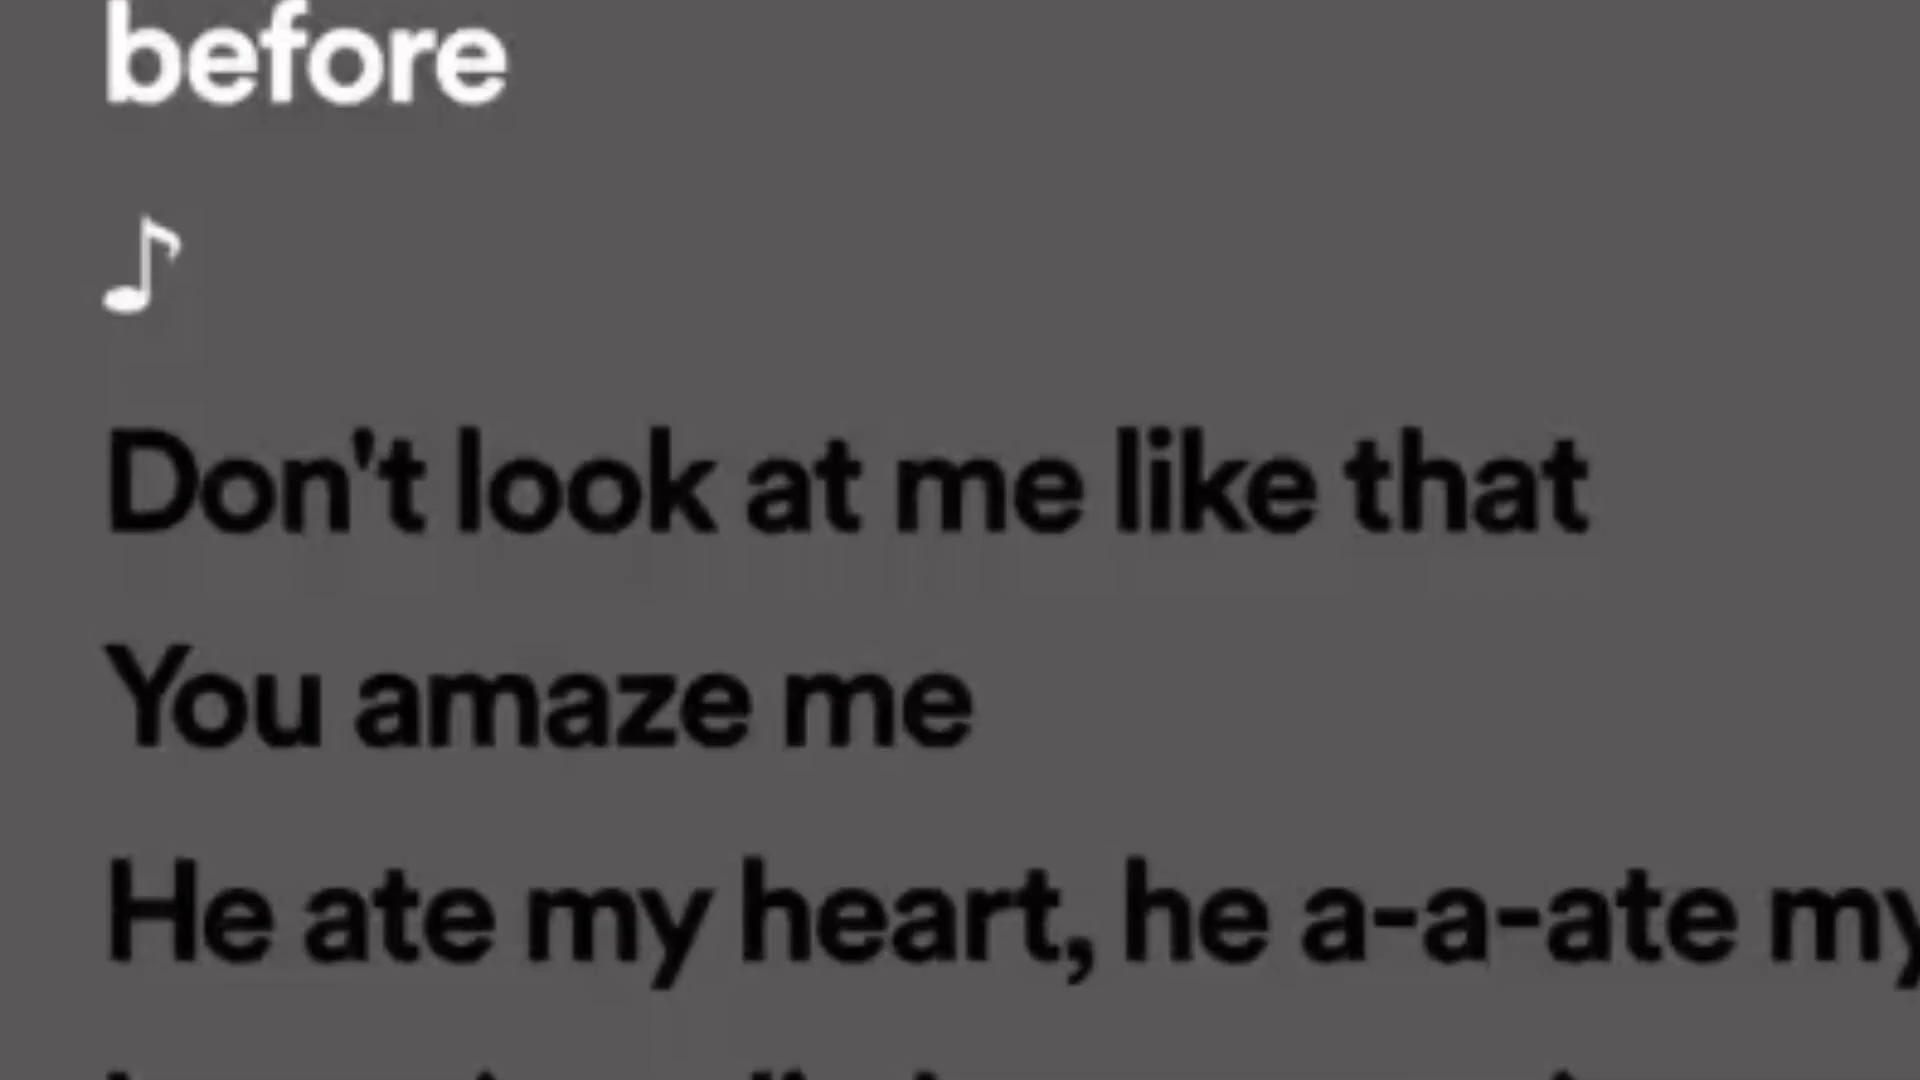 before
♪
Don't look at me like that
You amaze me
He ate my heart, he a-a-ate my